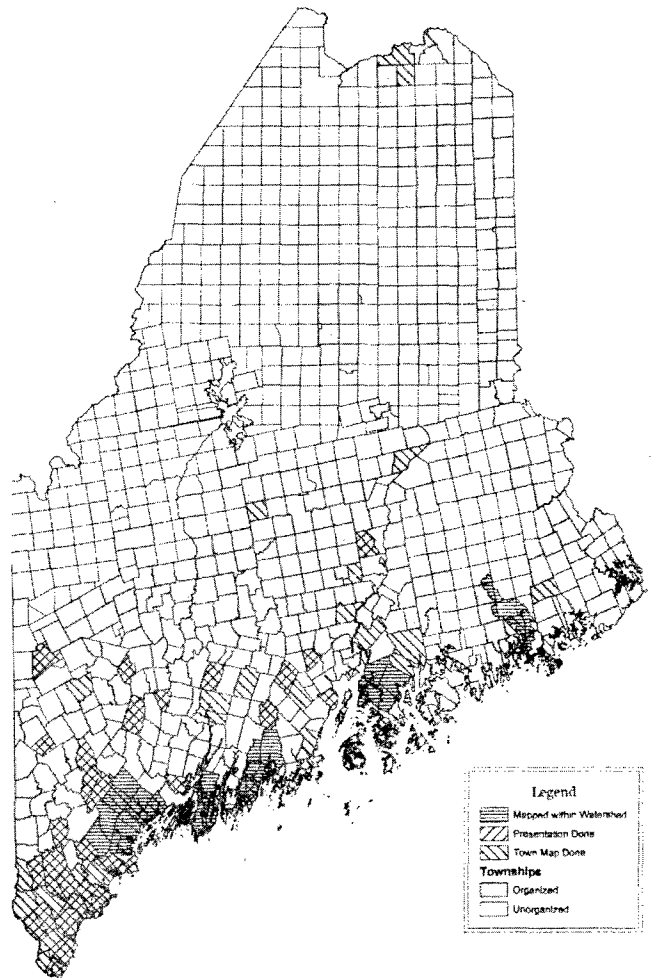 Legend
Mapped within Watershed
Presentation Done
Town Map Done
Townships
Organized
Unorganized